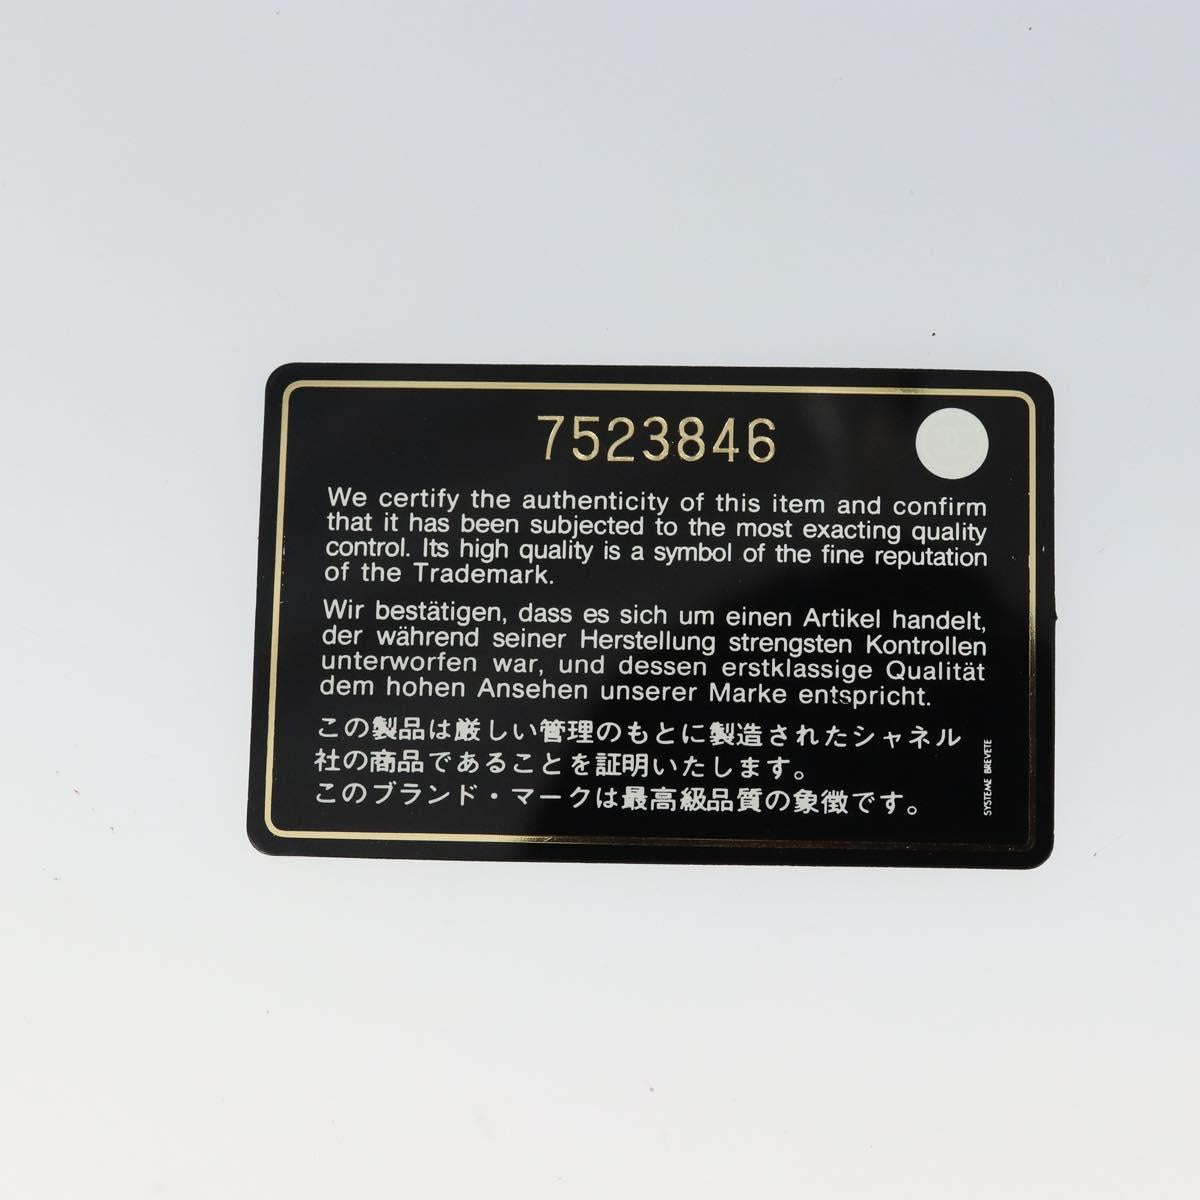 7523846
We certify the authenticity of this item and confirm
that it has been subjected to the most exacting quality
control. Its high quality is a symbol of the fine reputation
of the Trademark.
Wir bestätigen, dass es sich um einen Artikel handelt,
der während seiner Herstellung strengsten Kontrollen
unterworfen war, und dessen erstklassige Qualität
dem hohen Ansehen unserer Marke entspricht.
この製品は厳しい管理のもとに製造されたシャネル
社の商品であることを証明いたします。
このブランド・マークは最高級品質の象徴です。
SYSTEME BREVETE